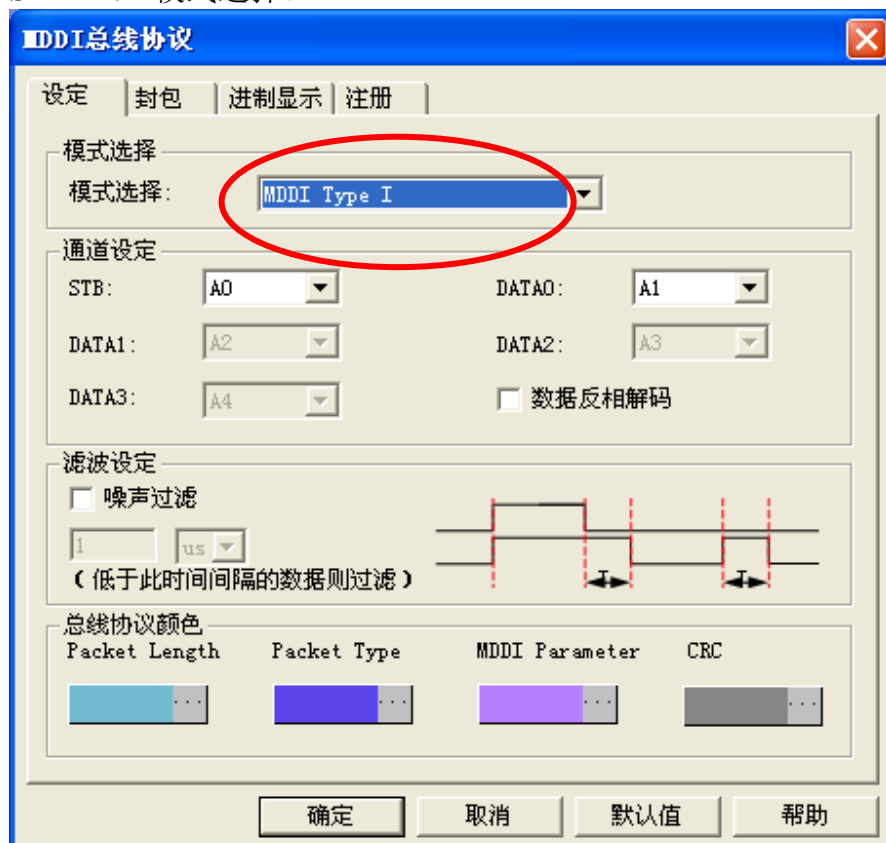 MDDI总线协议
设定 封包 进制显示 注册
模式选择
模式选择: MDDI Type I
通道设定
STB: A0 DATA0: A1
DATA1: A2 DATA2: A3
DATA3: A4 数据反相解码
滤波设定
噪声过滤
1 us
(低于此时间间隔的数据则过滤)
T T
总线协议颜色
Packet Length Packet Type MDDI Parameter CRC
... ... ... ...
确定 取消 默认值 帮助